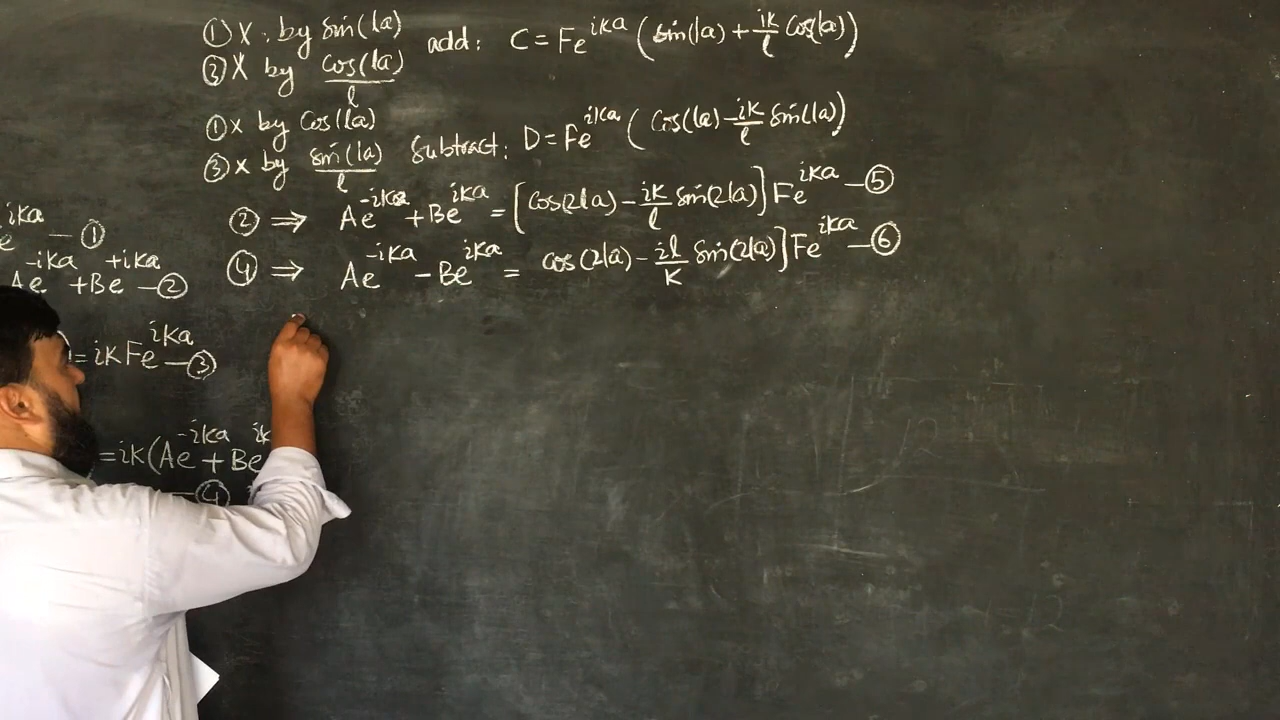 ① X by sin(la)
③ X by cos(la)/l
add: C = Fe^{ika} (sin(la) + ik/l cos(la))
① X by cos(la)
③ X by sin(la)/l
Subtract: D = Fe^{ika} (cos(la) - ik/l sin(la))
② ⇒ Ae^{-ika} + Be^{ika} = [cos(2la) - ik/l sin(2la)] Fe^{ika} — ⑤
④ ⇒ Ae^{-ika} - Be^{ika} = cos(2la) - il/k sin(2la)] Fe^{ika} — ⑥
e^{ika} — ①
Ae^{-ika} + Be^{+ika} — ②
) = ikFe^{ika} — ③
= ik(Ae^{-ika} + Be^{ik
— ④